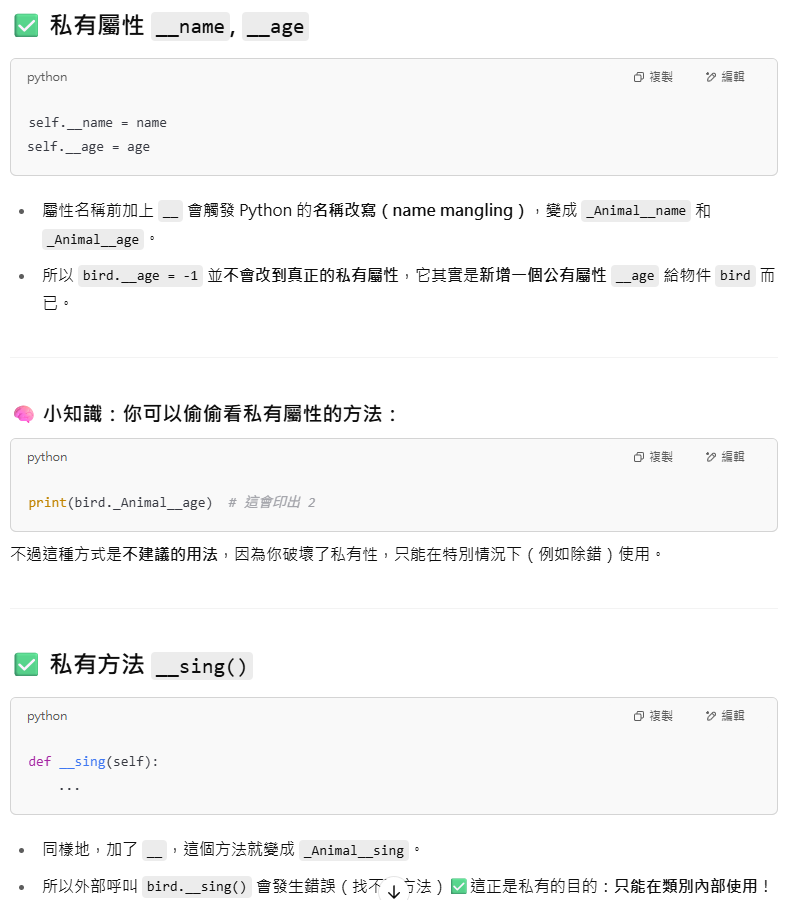 ✅ 私有屬性 __name, __age
python 複製 編輯
self.__name = name
self.__age = age
• 屬性名稱前加上 __ 會觸發 Python 的名稱改寫（name mangling），變成 _Animal__name 和
_Animal__age 。
• 所以 bird.__age = -1 並不會改到真正的私有屬性，它其實是新增一個公有屬性 __age 給物件 bird 而
已。
🧠 小知識：你可以偷偷看私有屬性的方法：
python 複製 編輯
print(bird._Animal__age)  # 這會印出 2
不過這種方式是不建議的用法，因為你破壞了私有性，只能在特別情況下（例如除錯）使用。
✅ 私有方法 __sing()
python 複製 編輯
def __sing(self):
    ...
• 同樣地，加了 __ ，這個方法就變成 _Animal__sing 。
• 所以外部呼叫 bird.__sing() 會發生錯誤（找不方法）✅ 這正是私有的目的：只能在類別內部使用！